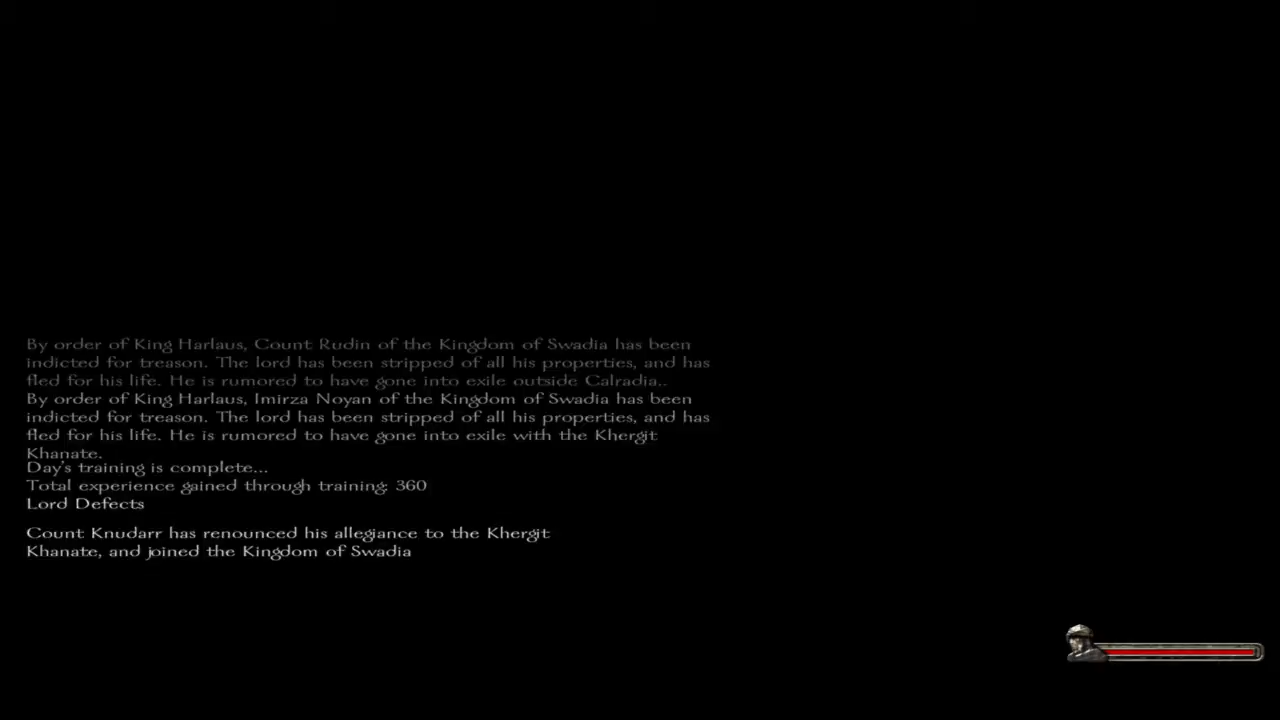 By order of King Harlaus, Count Rudin of the Kingdom of Swadia has been
indicted for treason. The lord has been stripped of all his properties, and has
fled for his life. He is rumored to have gone into exile outside Calradia..
By order of King Harlaus, Imirza Noyan of the Kingdom of Swadia has been
indicted for treason. The lord has been stripped of all his properties, and has
fled for his life. He is rumored to have gone into exile with the Khergit
Khanate.
Day's training is complete...
Total experience gained through training: 360
Lord Defects
Count Knudarr has renounced his allegiance to the Khergit
Khanate, and joined the Kingdom of Swadia